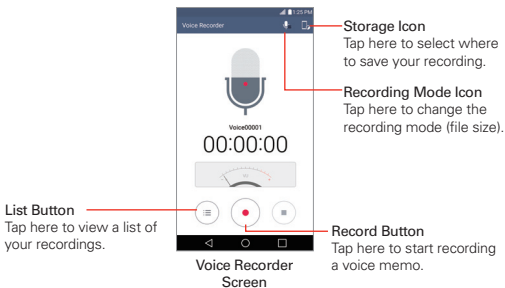 1:25 PM
Voice Recorder
Voice00001
00:00:00
Storage Icon
Tap here to select where
to save your recording.
Recording Mode Icon
Tap here to change the
recording mode (file size).
List Button
Tap here to view a list of
your recordings.
Record Button
Tap here to start recording
a voice memo.
Voice Recorder
Screen